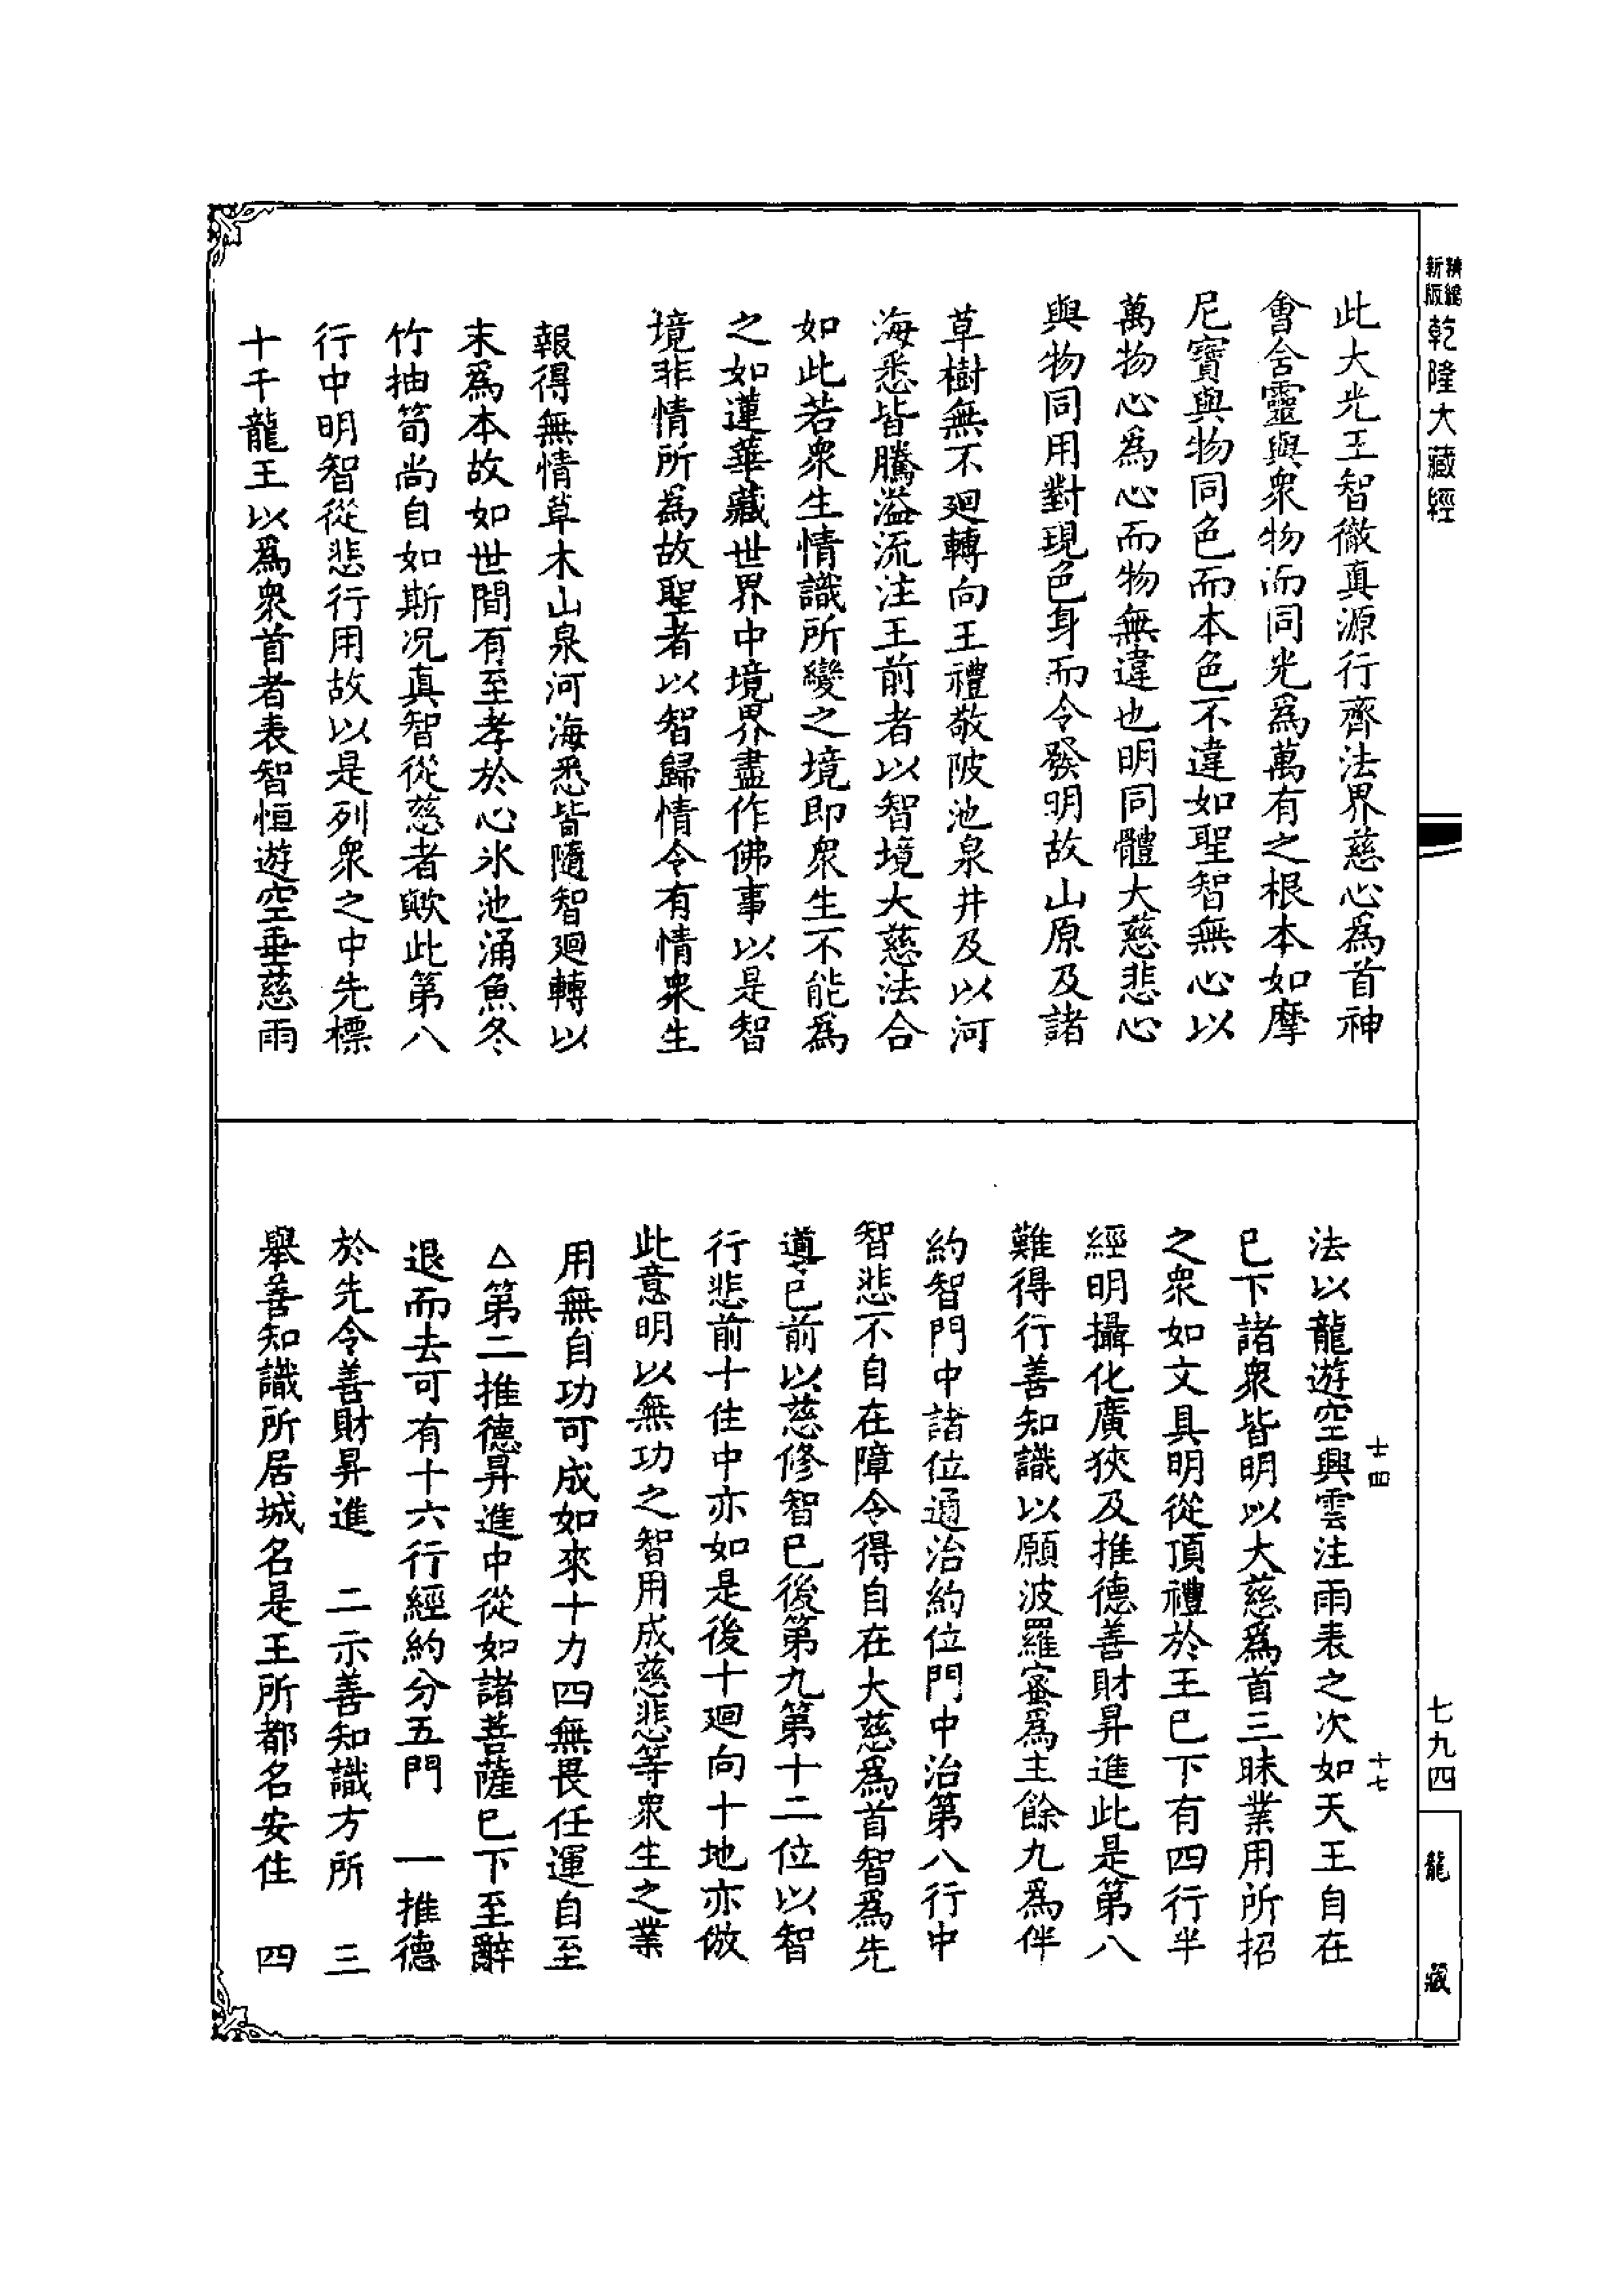 精縮新版乾隆大藏經
七九四
龍藏
此大光王智徹真源行齊法界慈心為首神
會含靈與衆物而同光為萬有之根本如摩
尼寶與物同色而本色不違如聖智無心以
萬物心為心而物無違也明同體大慈悲心
與物同用對現色身而令發明故山原及諸
草樹無不廻轉向王禮敬陂池泉井及以河
海悉皆騰溢流注王前者以智境大慈法合
如此若衆生情識所變之境即衆生不能為
之如蓮華藏世界中境界盡作佛事以是智
境非情所為故聖者以智歸情令有情衆生
報得無情草木山泉河海悉皆隨智廻轉以
末為本故如世間有至孝於心氷池涌魚冬
竹抽筍尚自如斯況真智從慈者歟此第八
行中明智從悲行用故以是列衆之中先標
十千龍王以為衆首者表智恒遊空垂慈雨
法以龍遊空興雲注雨表之次如天王自在
巳下諸衆皆明以大慈為首三昧業用所招
之衆如文具明從頂禮於王巳下有四行半
經明攝化廣狹及推德善財昇進此是第八
難得行善知識以願波羅蜜為主餘九為伴
約智門中諸位通治約位門中治第八行中
智悲不自在障令得自在大慈為首智為先
導巳前以慈修智巳後第九第十二位以智
行悲前十住中亦如是後十廻向十地亦倣
此意明以無功之智用成慈悲等衆生之業
用無自功可成如來十力四無畏任運自至
△第二推德昇進中從如諸菩薩巳下至辭
退而去可有十六行經約分五門　一推德
於先令善財昇進　二示善知識方所　三
舉善知識所居城名是王所都名安住　四
十四
十七